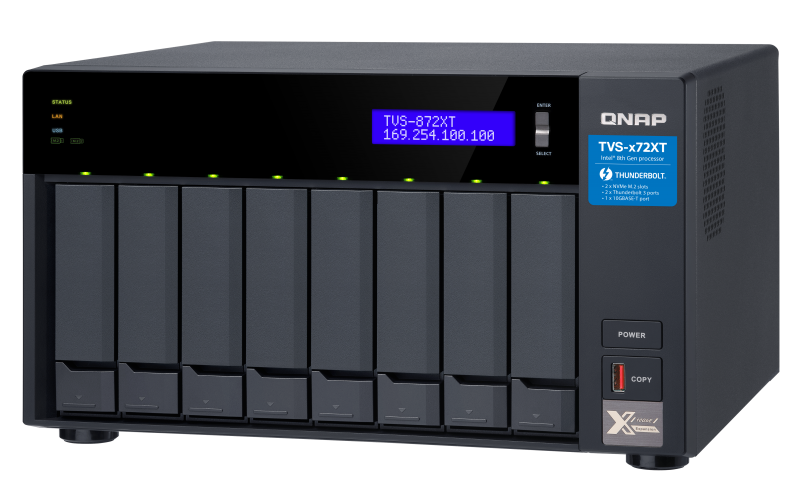 STATUS
LAN
USB
TVS-872XT
169.254.100.100
ENTER
SELECT
QNAP
TVS-x72XT
Intel® 8th Gen processor
THUNDERBOLT.
• 2 x NVMe M.2 slots
• 2 x Thunderbolt 3 ports
• 1 x 10GBASE-T port
POWER
COPY